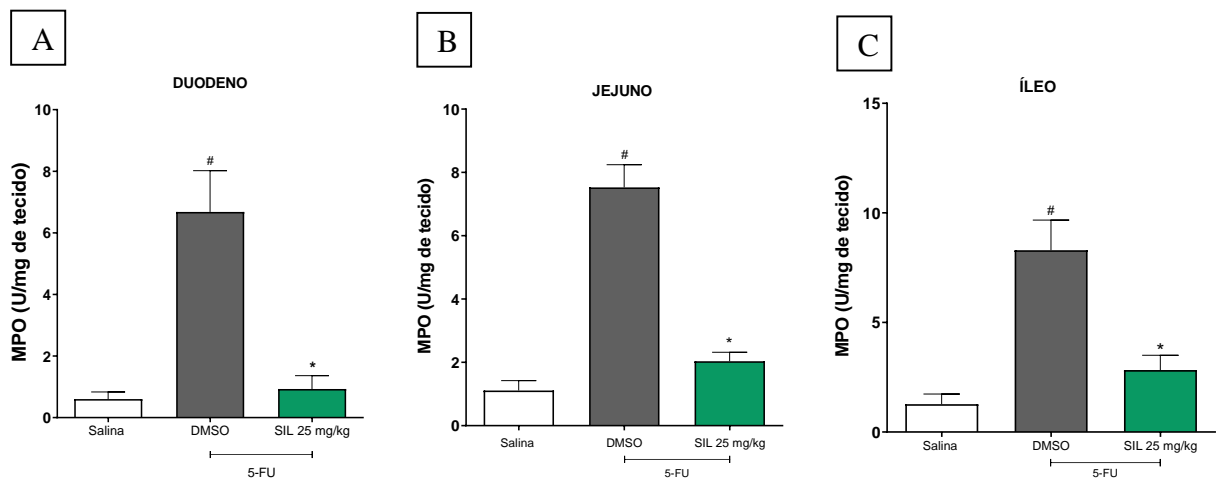 A
DUODENO
MPO (U/mg de tecido)
10
8
6
4
2
0
#
*
Salina
DMSO
SIL 25 mg/kg
5-FU
B
JEJUNO
MPO (U/mg de tecido)
10
8
6
4
2
0
#
*
Salina
DMSO
SIL 25 mg/kg
5-FU
C
ÍLEO
MPO (U/mg de tecido)
15
10
5
0
#
*
Salina
DMSO
SIL 25 mg/kg
5-FU